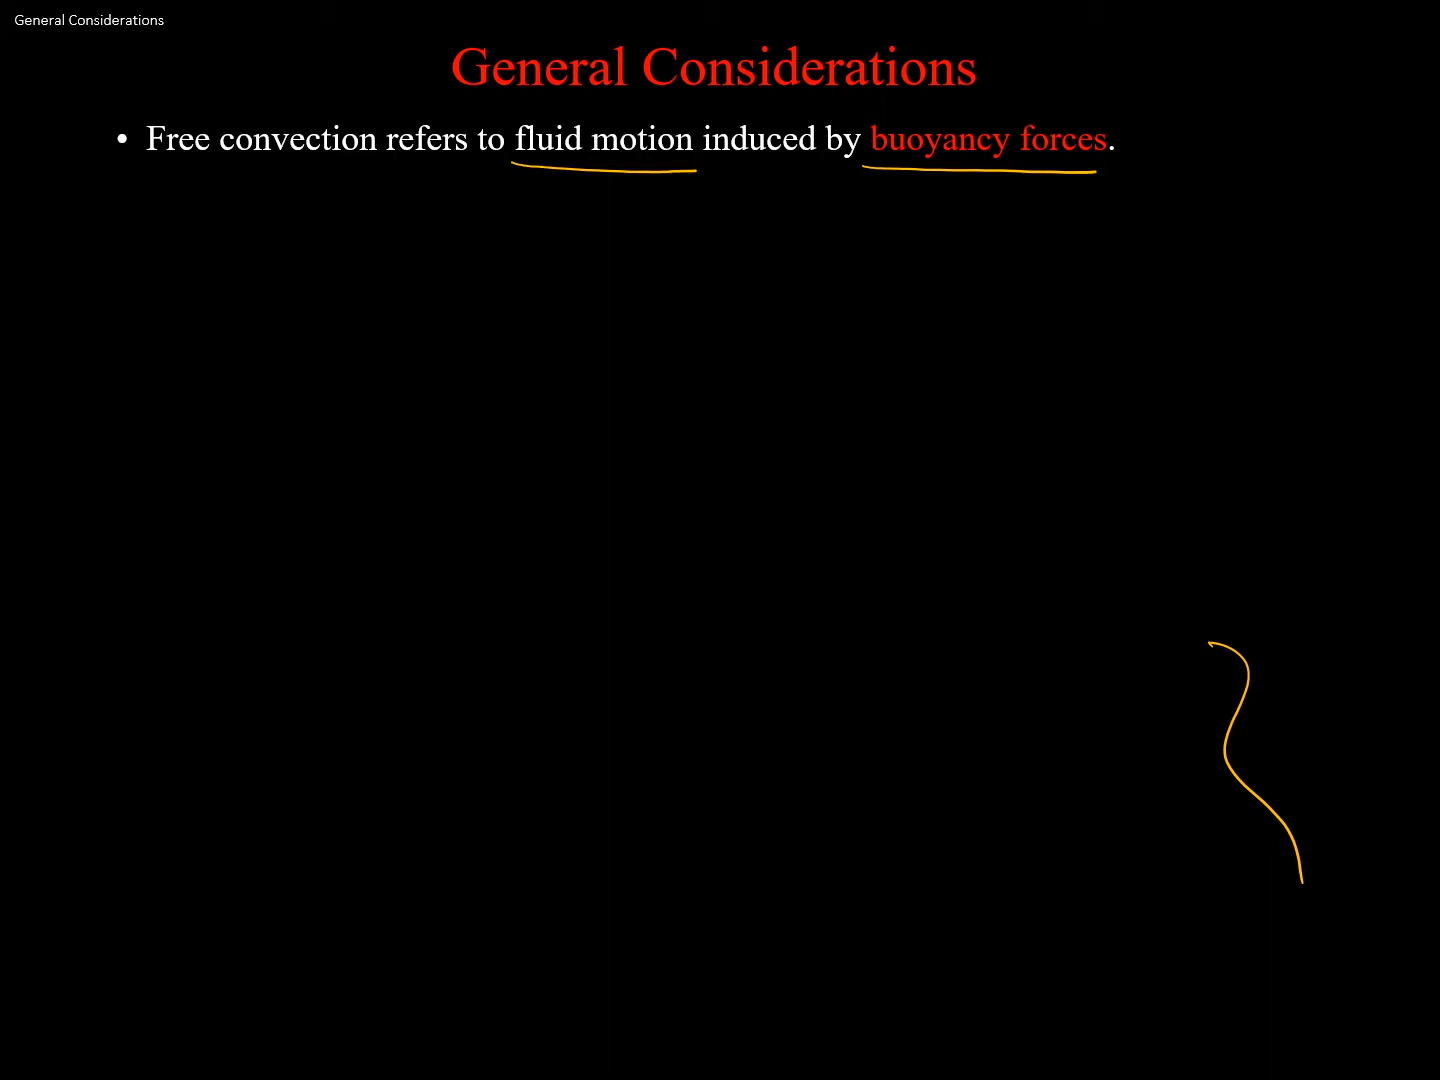 General Considerations
General Considerations
• Free convection refers to fluid motion induced by buoyancy forces.